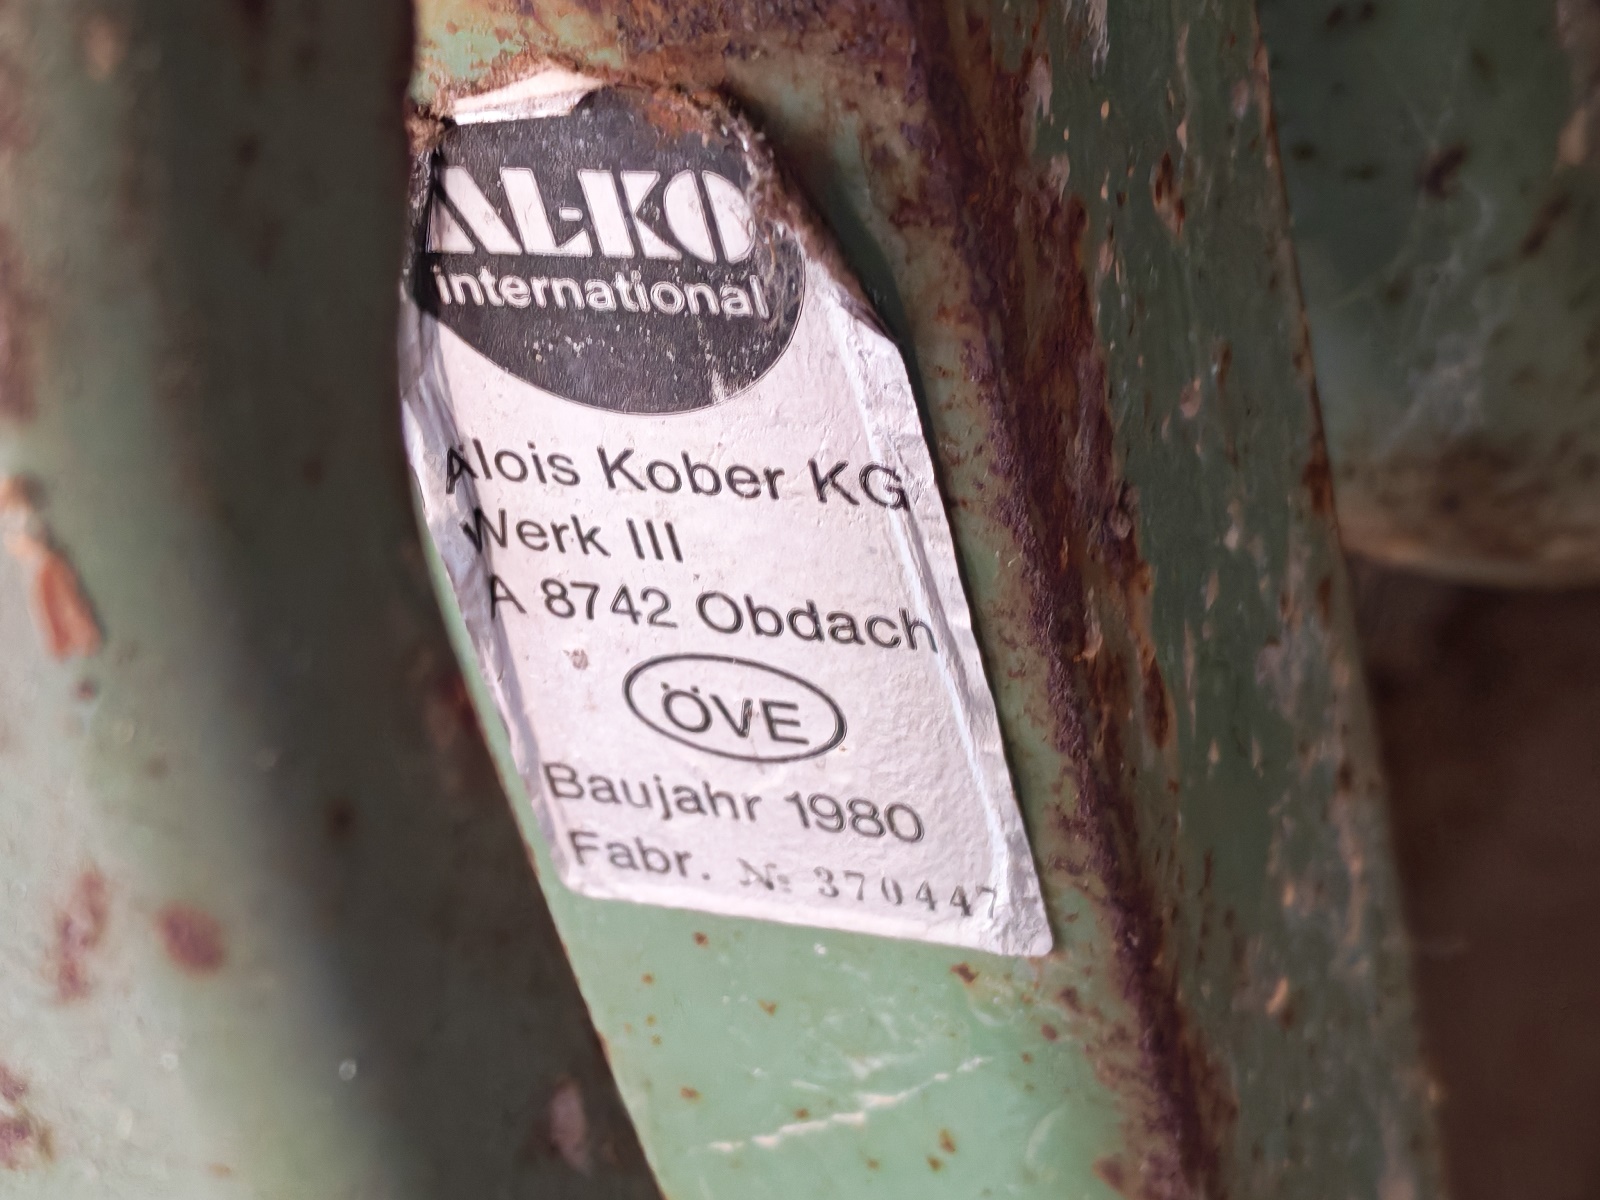 AL-KO
international
Alois Kober KG
Werk III
A 8742 Obdach
ÖVE
Baujahr 1980
Fabr. № 370447